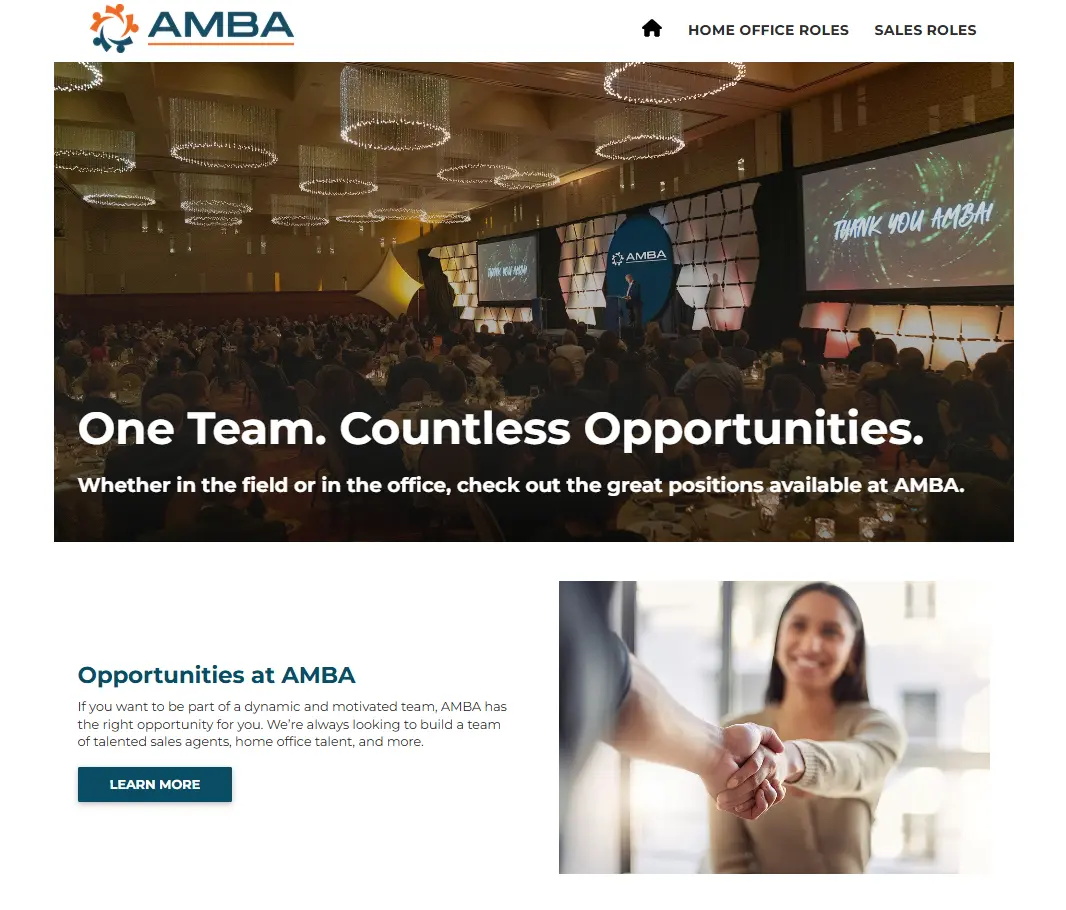 AMBA
HOME OFFICE ROLES
SALES ROLES
THANK YOU AMBA!
THANK YOU AMBA!
AMBA
One Team. Countless Opportunities.
Whether in the field or in the office, check out the great positions available at AMBA.
Opportunities at AMBA
If you want to be part of a dynamic and motivated team, AMBA has
the right opportunity for you. We’re always looking to build a team
of talented sales agents, home office talent, and more.
LEARN MORE